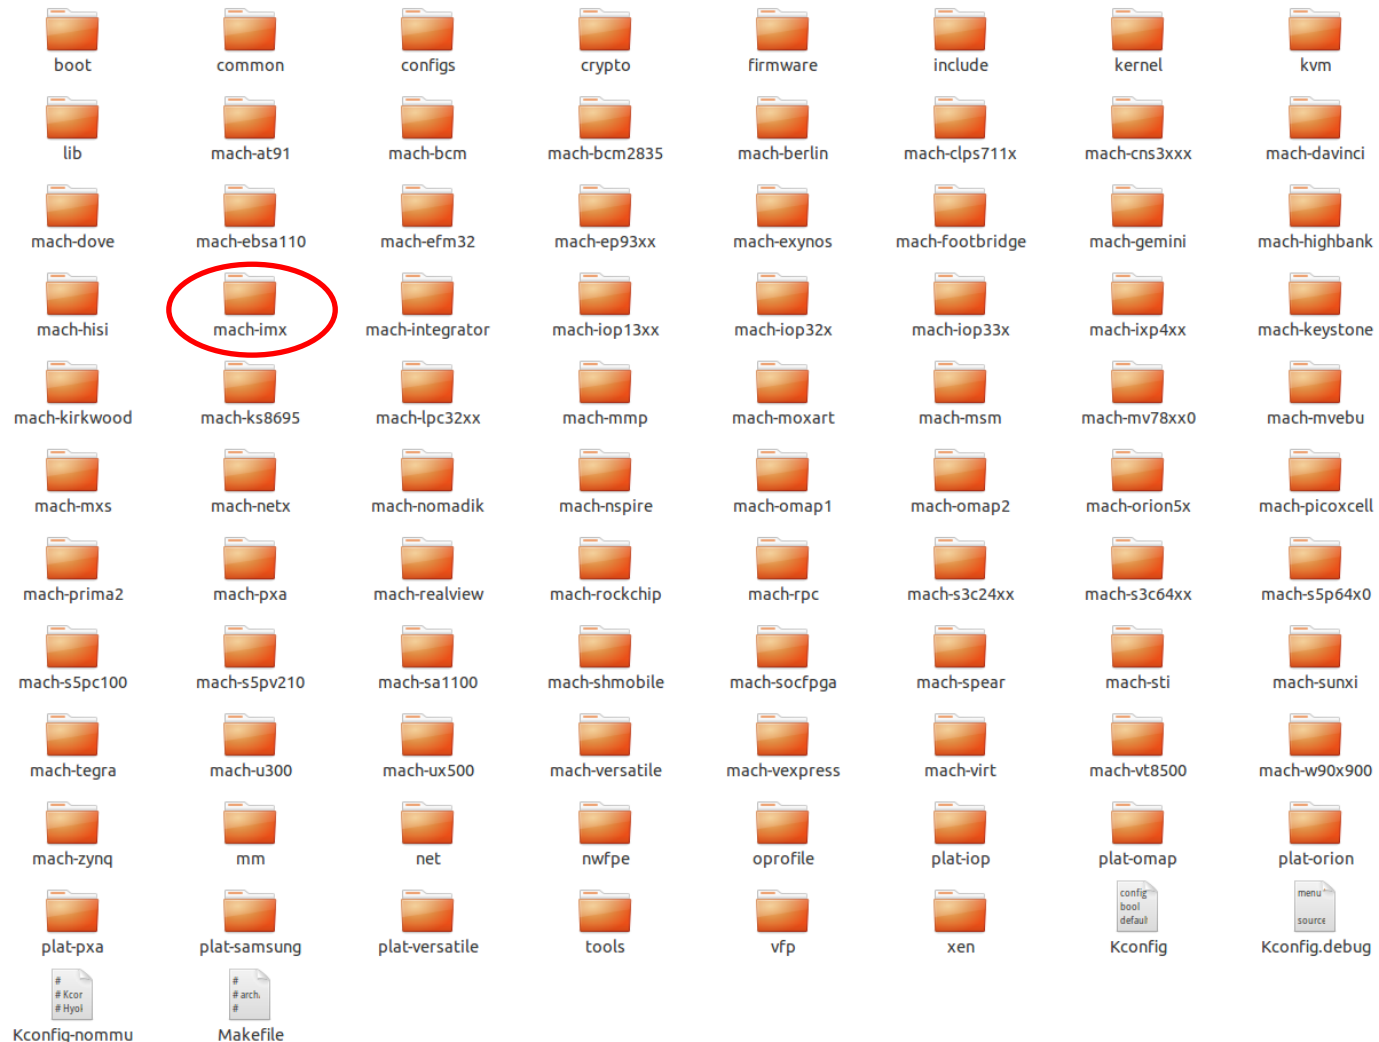 boot common configs crypto firmware include kernel kvm
lib mach-at91 mach-bcm mach-bcm2835 mach-berlin mach-clps711x mach-cns3xxx mach-davinci
mach-dove mach-ebsa110 mach-efm32 mach-ep93xx mach-exynos mach-footbridge mach-gemini mach-highbank
mach-hisi mach-imx mach-integrator mach-iop13xx mach-iop32x mach-iop33x mach-ixp4xx mach-keystone
mach-kirkwood mach-ks8695 mach-lpc32xx mach-mmp mach-moxart mach-msm mach-mv78xx0 mach-mvebu
mach-mxs mach-netx mach-nomadik mach-nspire mach-omap1 mach-omap2 mach-orion5x mach-picoxcell
mach-prima2 mach-pxa mach-realview mach-rockchip mach-rpc mach-s3c24xx mach-s3c64xx mach-s5p64x0
mach-s5pc100 mach-s5pv210 mach-sa1100 mach-shmobile mach-socfpga mach-spear mach-sti mach-sunxi
mach-tegra mach-u300 mach-ux500 mach-versatile mach-vexpress mach-virt mach-vt8500 mach-w90x900
mach-zynq mm net nwfpe oprofile plat-iop plat-omap plat-orion
config menu
bool
defaul source
plat-pxa plat-samsung plat-versatile tools vfp xen Kconfig Kconfig.debug
# #
# Kcor # arch.
# Hyol #
Kconfig-nommu Makefile